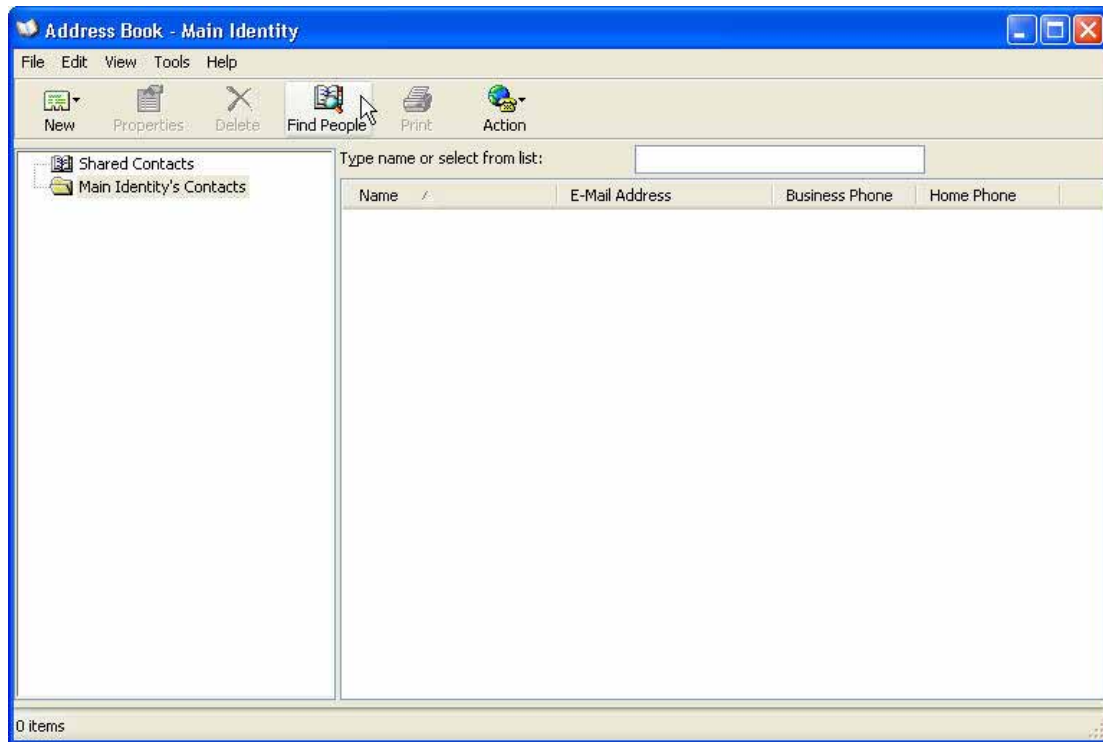 Address Book - Main Identity
File Edit View Tools Help
New Properties Delete Find People Print Action
Shared Contacts
Main Identity's Contacts
Type name or select from list:
Name E-Mail Address Business Phone Home Phone
0 items